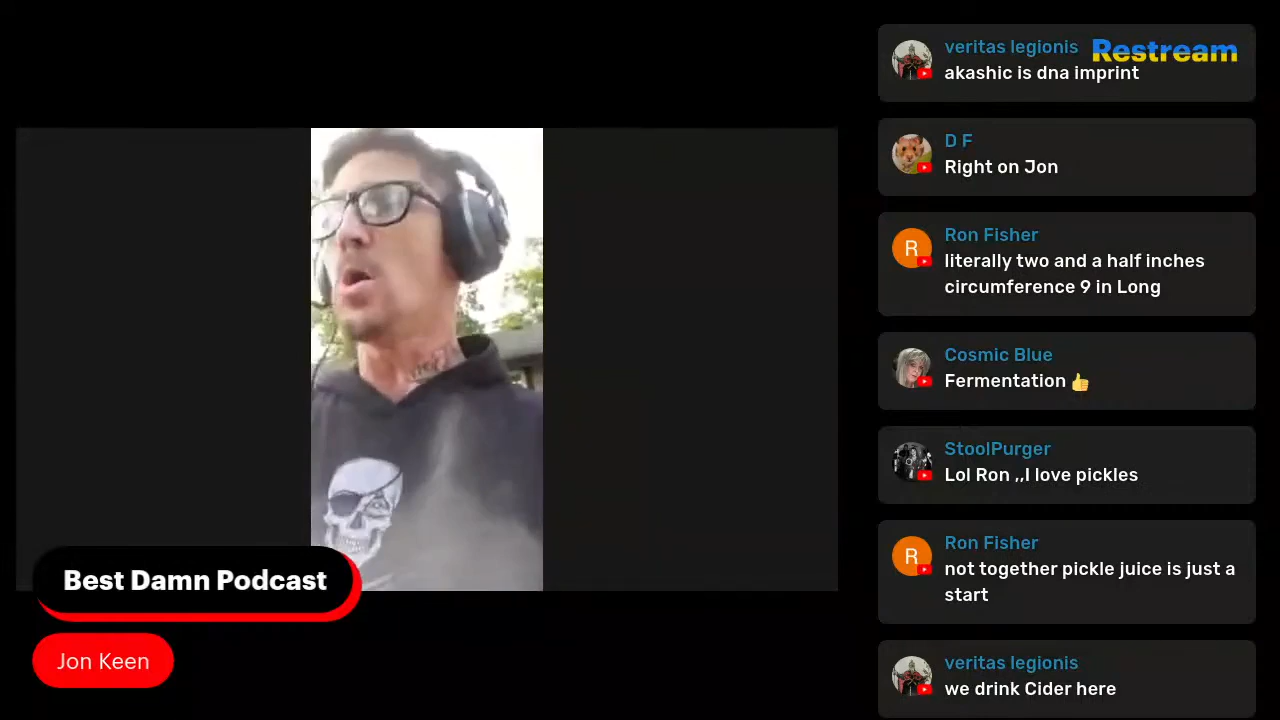 Restream
veritas legionis
akashic is dna imprint
D F
Right on Jon
R
Ron Fisher
literally two and a half inches
circumference 9 in Long
Cosmic Blue
Fermentation 👍
StoolPurger
Lol Ron ,,I love pickles
R
Ron Fisher
not together pickle juice is just a
start
veritas legionis
we drink Cider here
Best Damn Podcast
Jon Keen